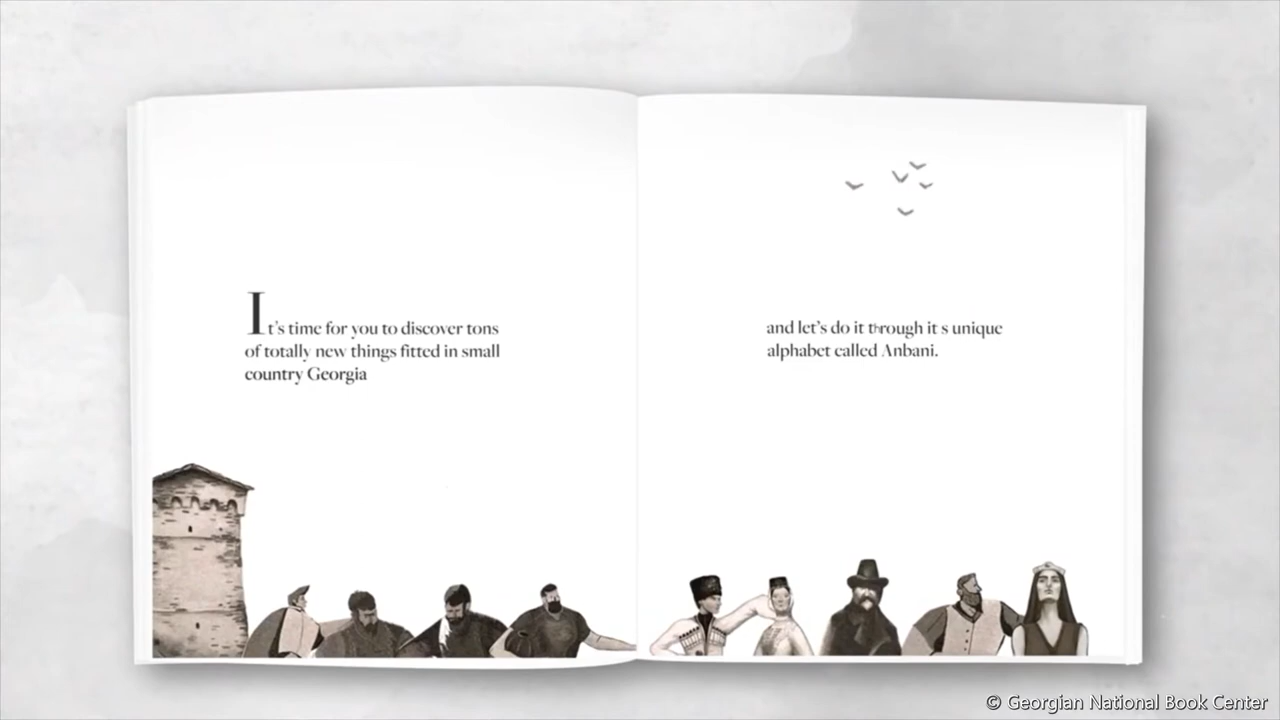 It's time for you to discover tons
of totally new things fitted in small
country Georgia
and let's do it through it s unique
alphabet called Anbani.
© Georgian National Book Center